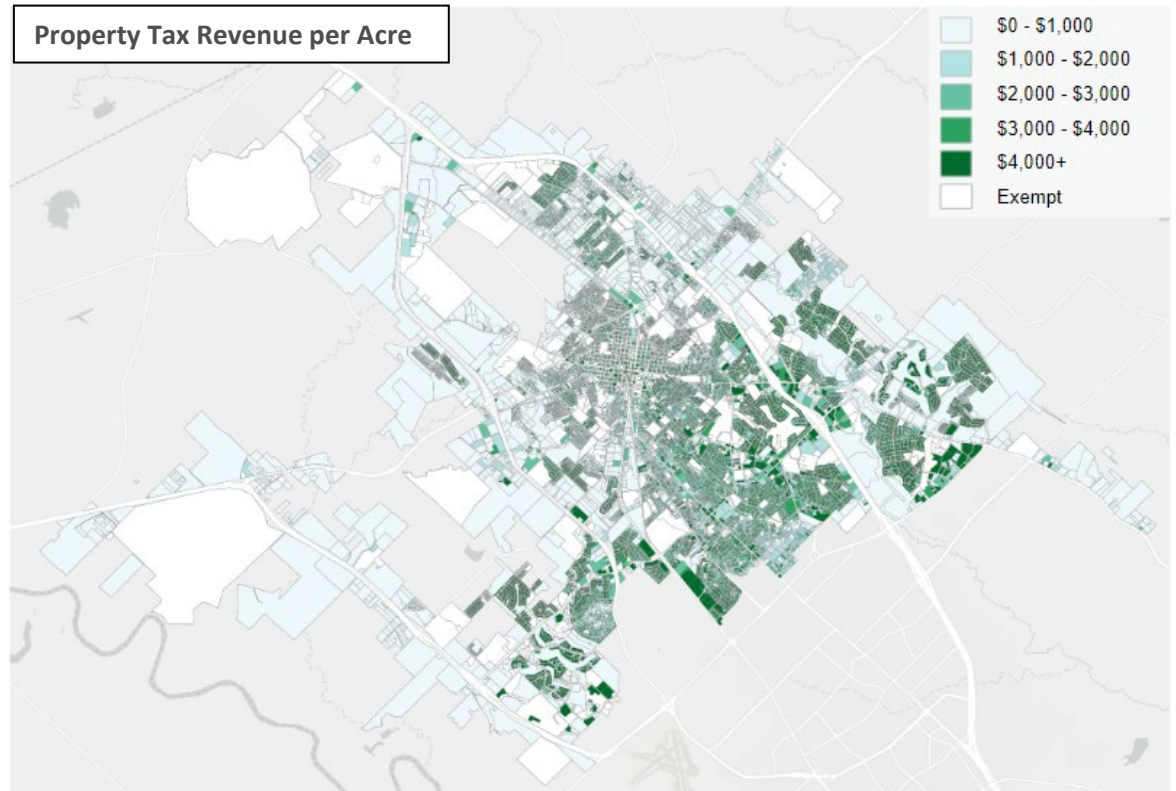 Property Tax Revenue per Acre
$0 - $1,000
$1,000 - $2,000
$2,000 - $3,000
$3,000 - $4,000
$4,000+
Exempt